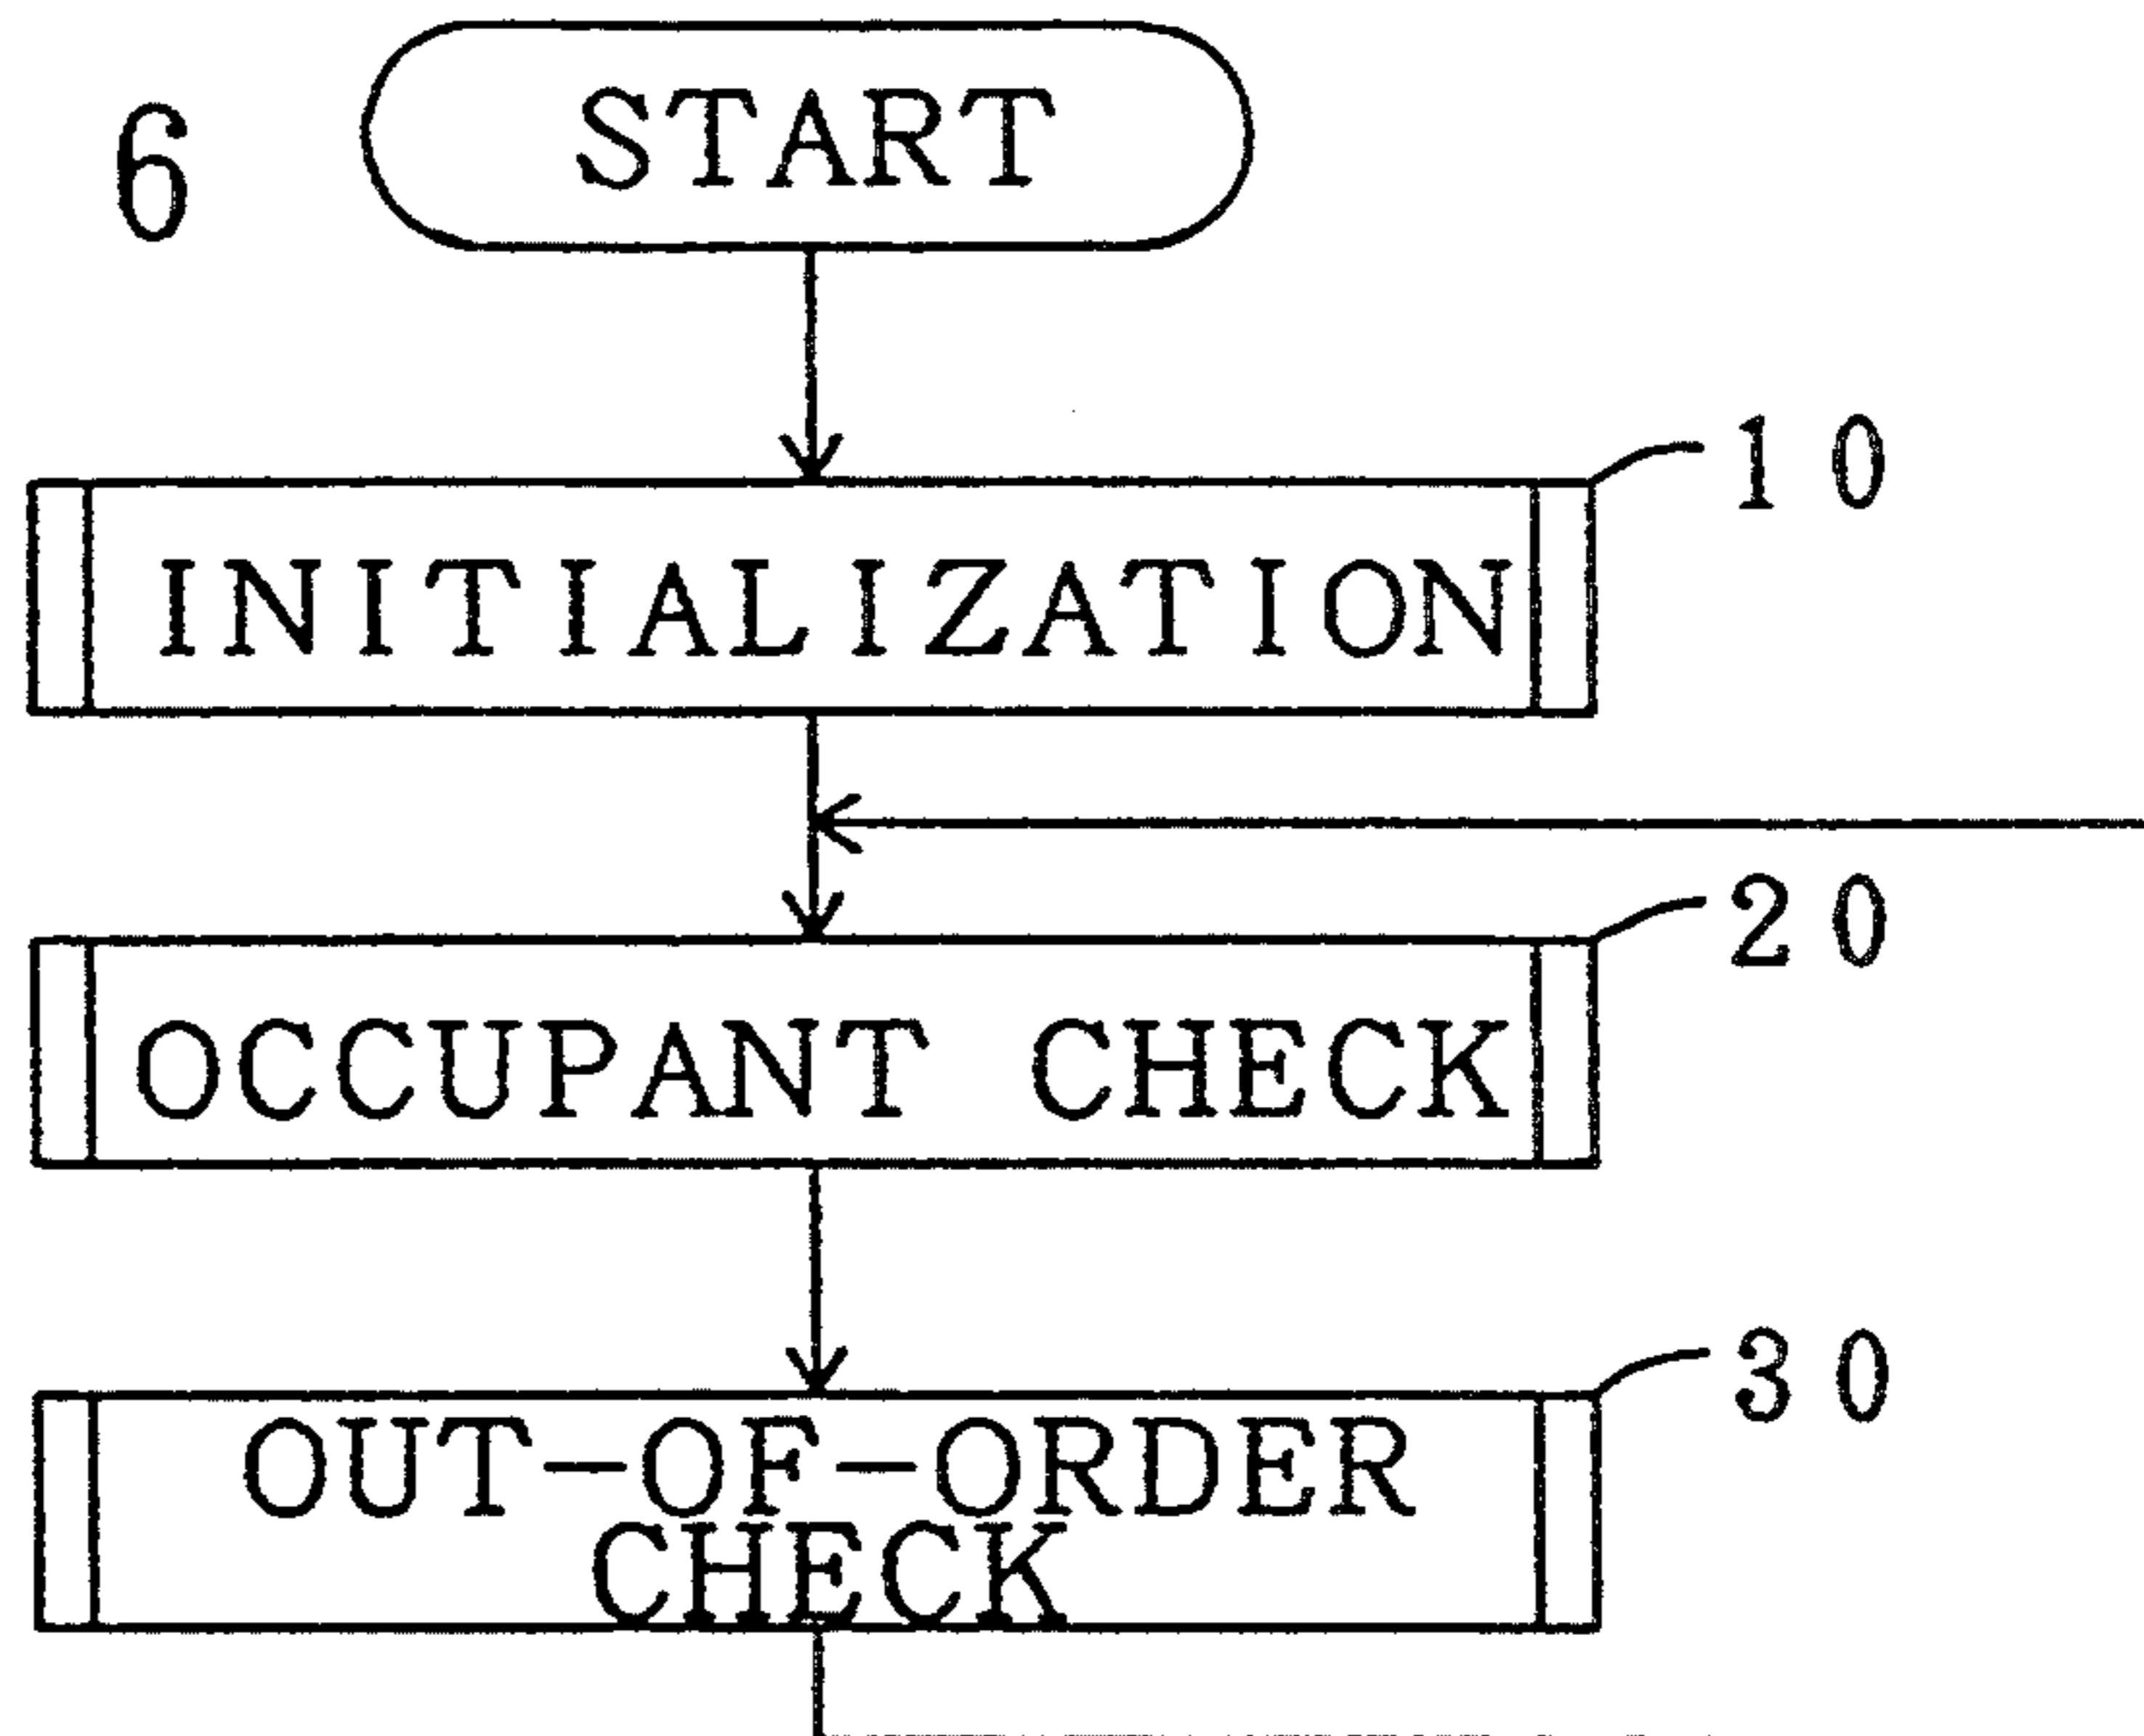 6
START
10
INITIALIZATION
20
OCCUPANT CHECK
30
OUT-OF-ORDER
CHECK